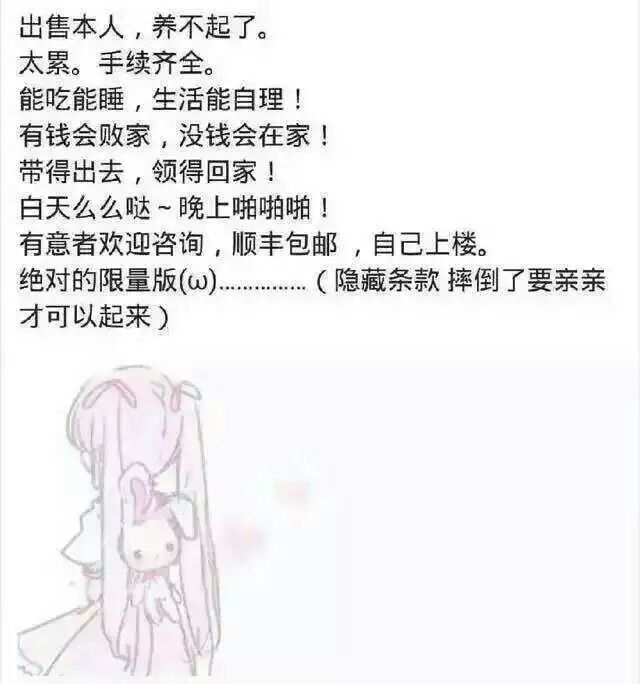 出售本人，养不起了。
太累。手续齐全。
能吃能睡，生活能自理！
有钱会败家，没钱会在家！
带得出去，领得回家！
白天么么哒～晚上啪啪啪！
有意者欢迎咨询，顺丰包邮 ，自己上楼。
绝对的限量版(ω)……………（隐藏条款 摔倒了要亲亲
才可以起来）